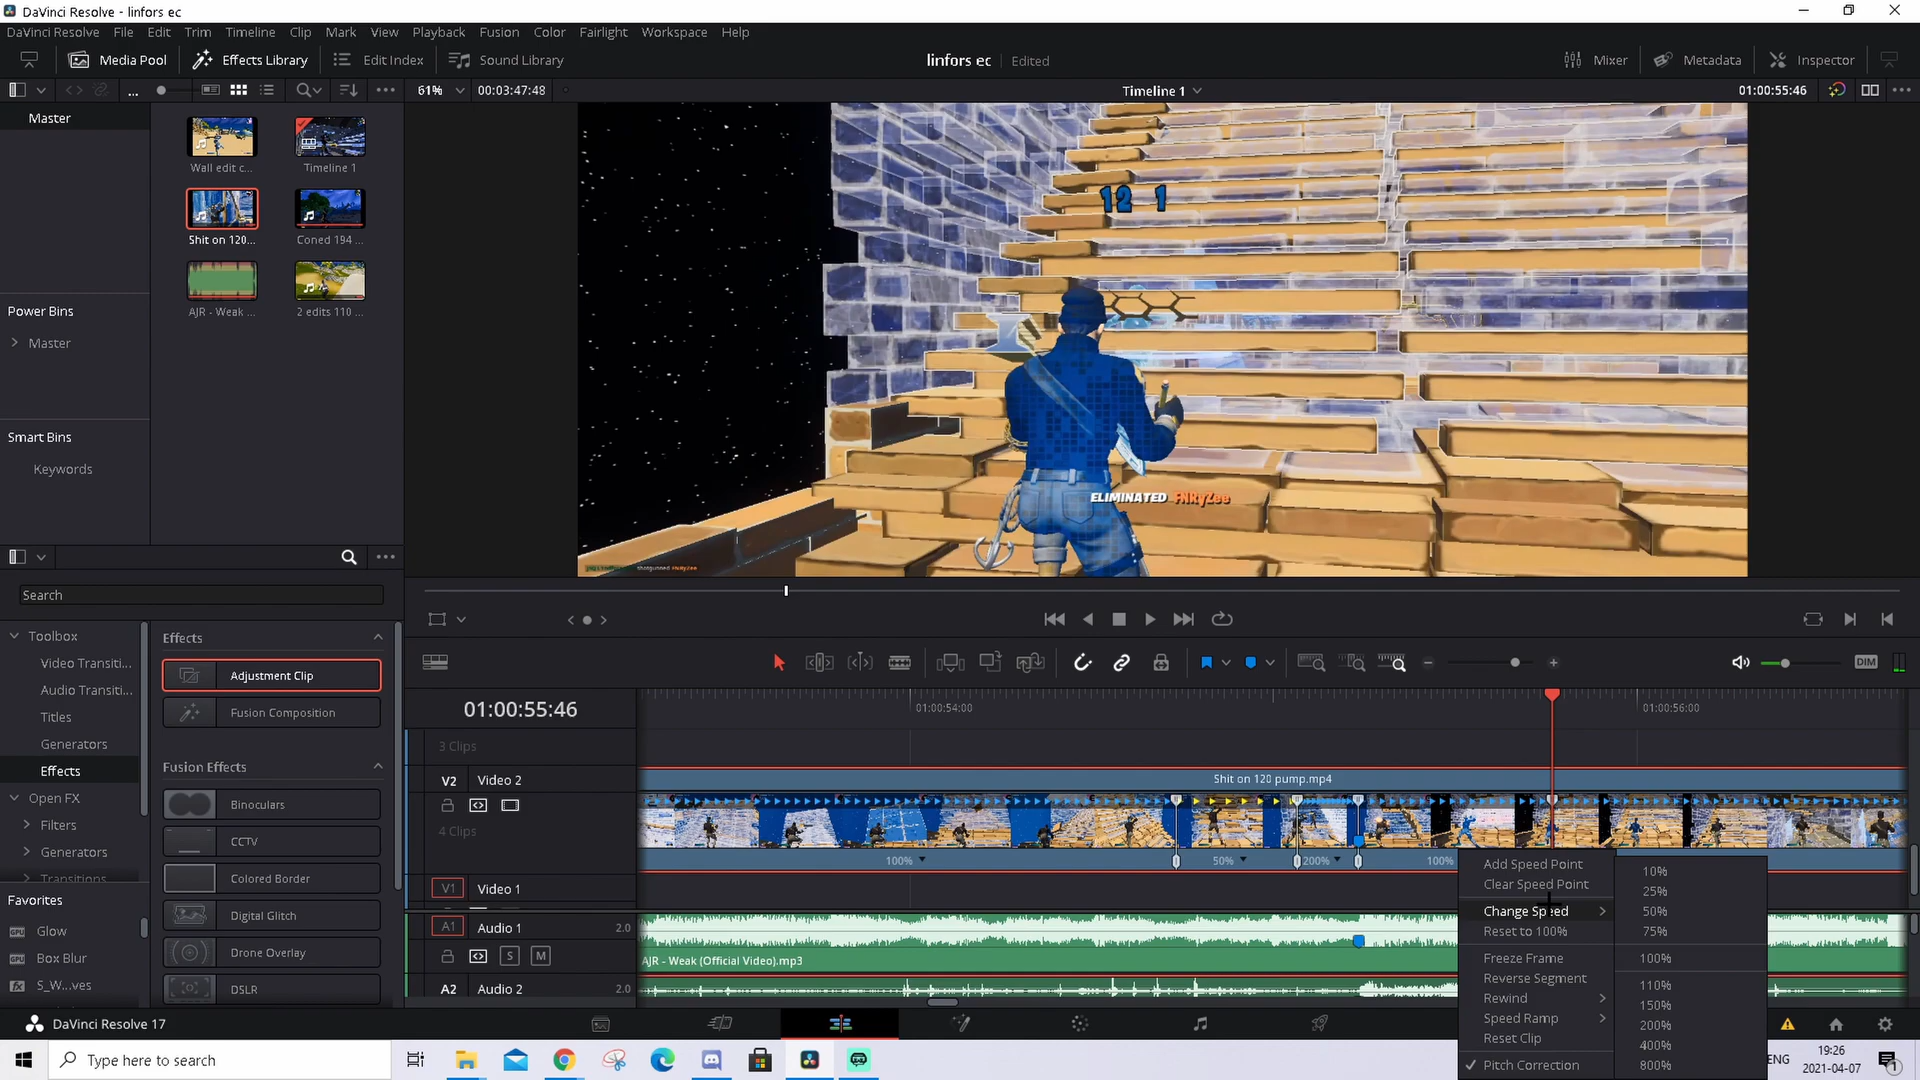 DaVinci Resolve - linfors ec
DaVinci Resolve File Edit Trim Timeline Clip Mark View Playback Fusion Color Fairlight Workspace Help
Media Pool Effects Library Edit Index Sound Library linfors ec Edited Mixer Metadata Inspector
... 61% 00:03:47:48 Timeline 1 01:00:55:46
Master
Wall edit c... Timeline 1
Shit on 120... Coned 194 ...
AJR - Weak ... 2 edits 110 ...
Power Bins
Master
Smart Bins
Keywords
12 1
ELIMINATED FNkyZee
shotgunned FNkyZee
Search
Toolbox
Video Transiti...
Audio Transiti...
Titles
Generators
Effects
Open FX
Filters
Generators
Transitions
Favorites
Glow
Box Blur
S_W...ves
Effects
Adjustment Clip
Fusion Composition
Fusion Effects
Binoculars
CCTV
Colored Border
Digital Glitch
Drone Overlay
DSLR
DIM
01:00:55:46 01:00:54:00 01:00:56:00
3 Clips
V2 Video 2 Shit on 120 pump.mp4
4 Clips
100% 50% 200% 100%
V1 Video 1
A1 Audio 1 2.0
S M
AJR - Weak (Official Video).mp3
A2 Audio 2 2.0
Add Speed Point
Clear Speed Point
Change Speed
Reset to 100%
Freeze Frame
Reverse Segment
Rewind
Speed Ramp
Reset Clip
Pitch Correction
10%
25%
50%
75%
100%
110%
150%
200%
400%
800%
DaVinci Resolve 17
Type here to search
ENG
19:26
2021-04-07
1